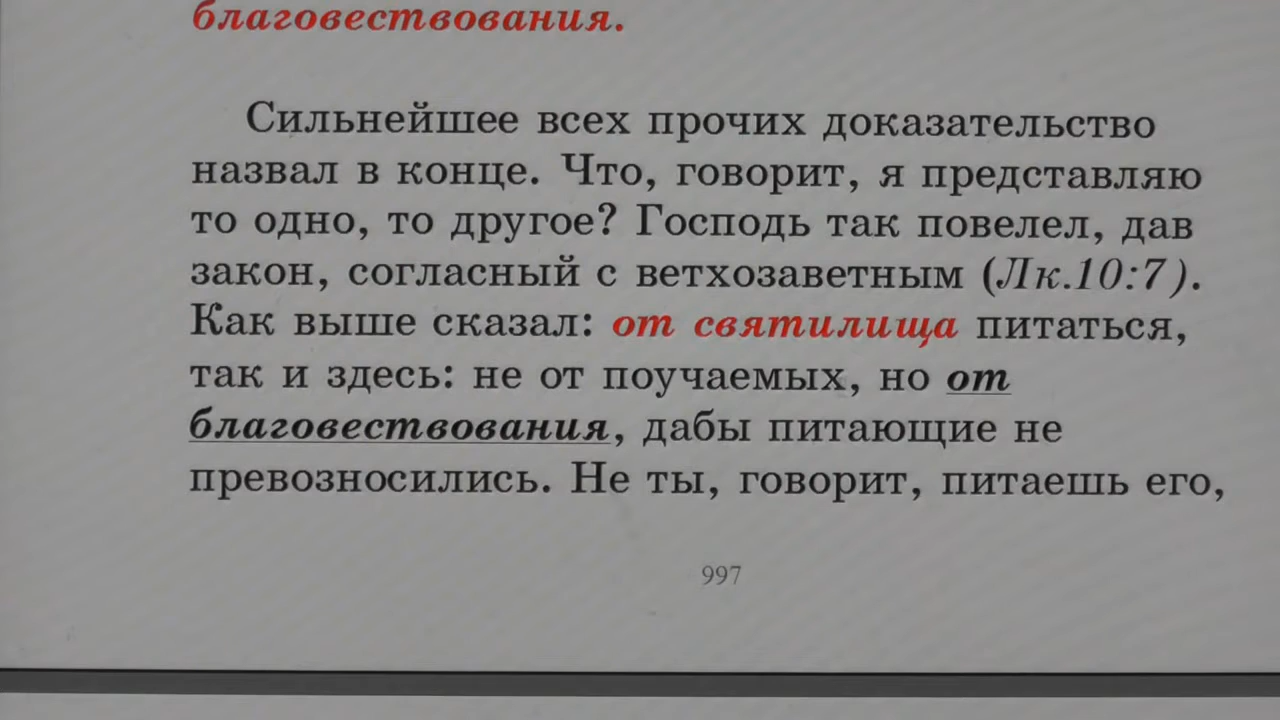 благовествования.
Сильнейшее всех прочих доказательство
назвал в конце. Что, говорит, я представляю
то одно, то другое? Господь так повелел, дав
закон, согласный с ветхозаветным (Лк.10:7).
Как выше сказал: от святилища питаться,
так и здесь: не от поучаемых, но от
благовествования, дабы питающие не
превозносились. Не ты, говорит, питаешь его,
997